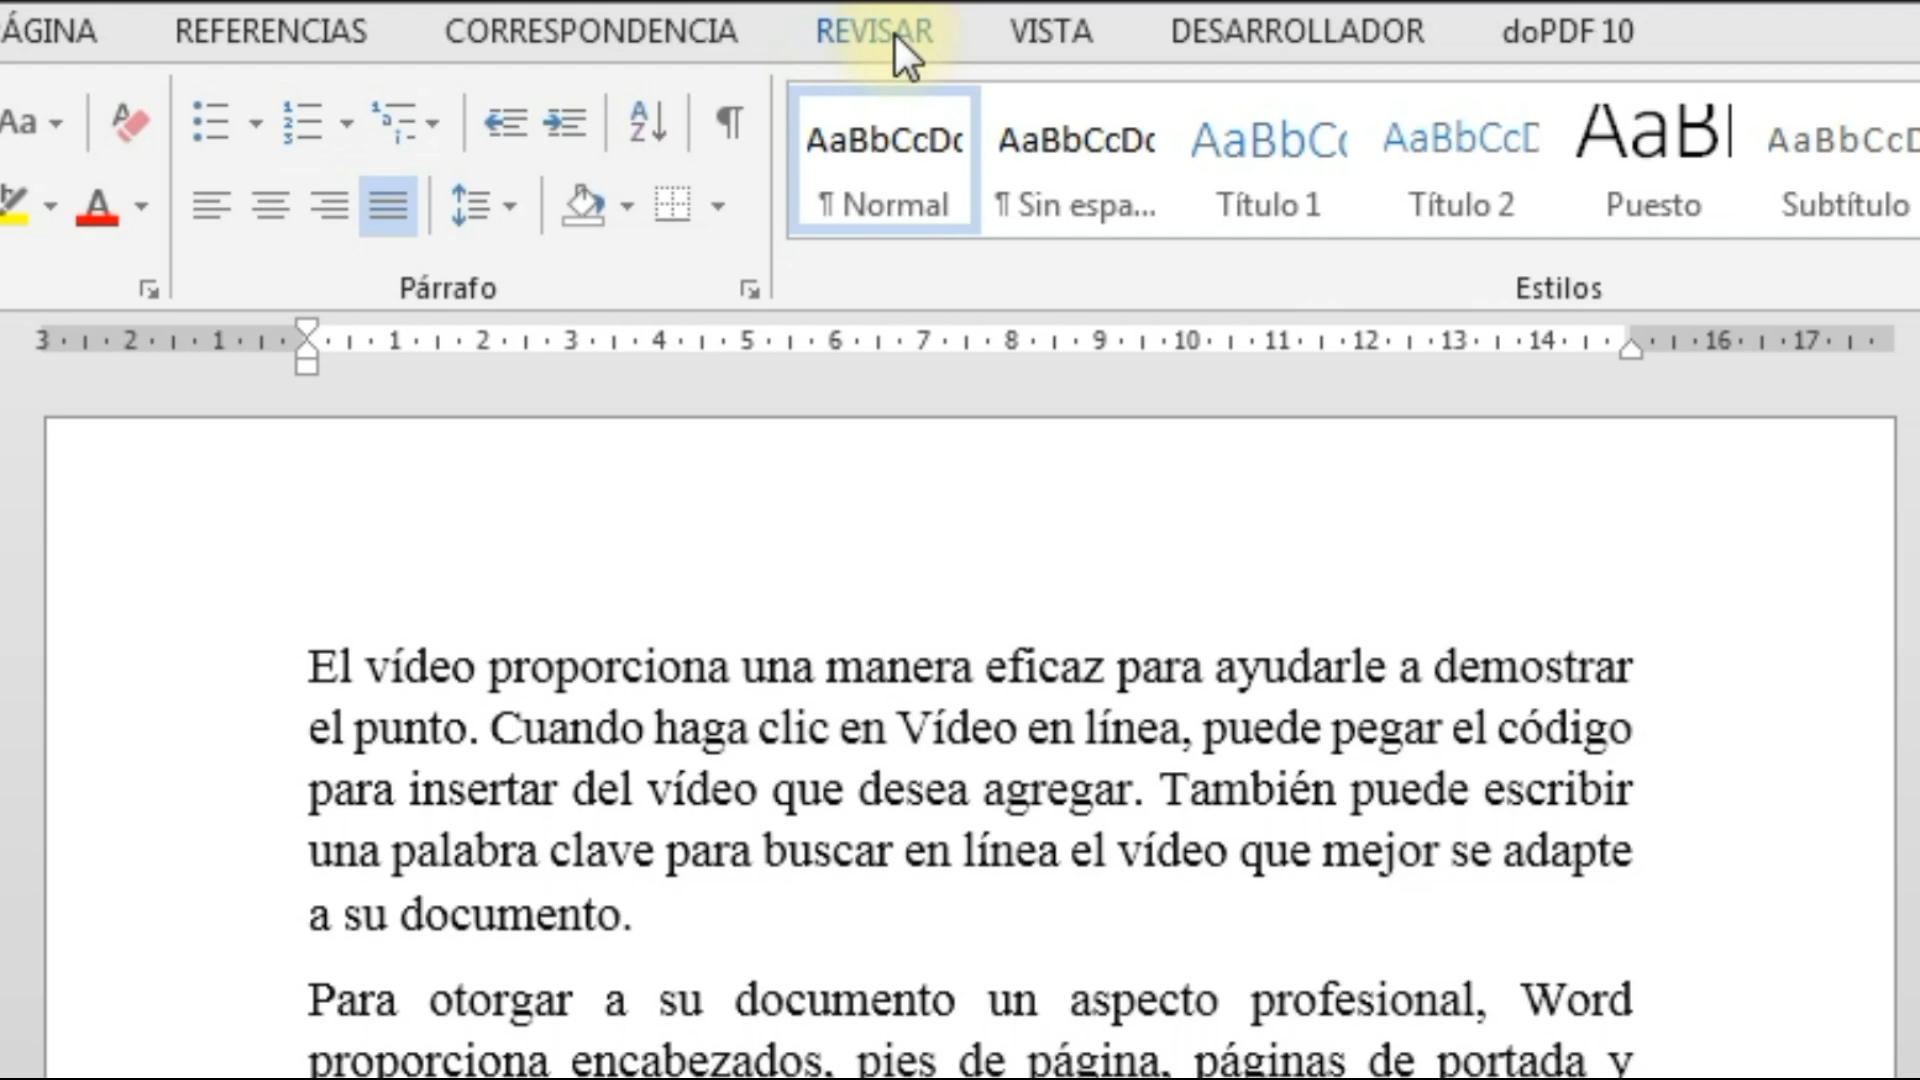 ÁGINA REFERENCIAS CORRESPONDENCIA REVISAR VISTA DESARROLLADOR doPDF 10
Aa
AaBbCcDc AaBbCcDc AaBbCc AaBbCcD AaB AaBbCcD
¶ Normal ¶ Sin espa... Título 1 Título 2 Puesto Subtítulo
Párrafo Estilos
3 2 1 1 2 3 4 5 6 7 8 9 10 11 12 13 14 16 17
El vídeo proporciona una manera eficaz para ayudarle a demostrar
el punto. Cuando haga clic en Vídeo en línea, puede pegar el código
para insertar del vídeo que desea agregar. También puede escribir
una palabra clave para buscar en línea el vídeo que mejor se adapte
a su documento.
Para otorgar a su documento un aspecto profesional, Word
proporciona encabezados, pies de página, páginas de portada y